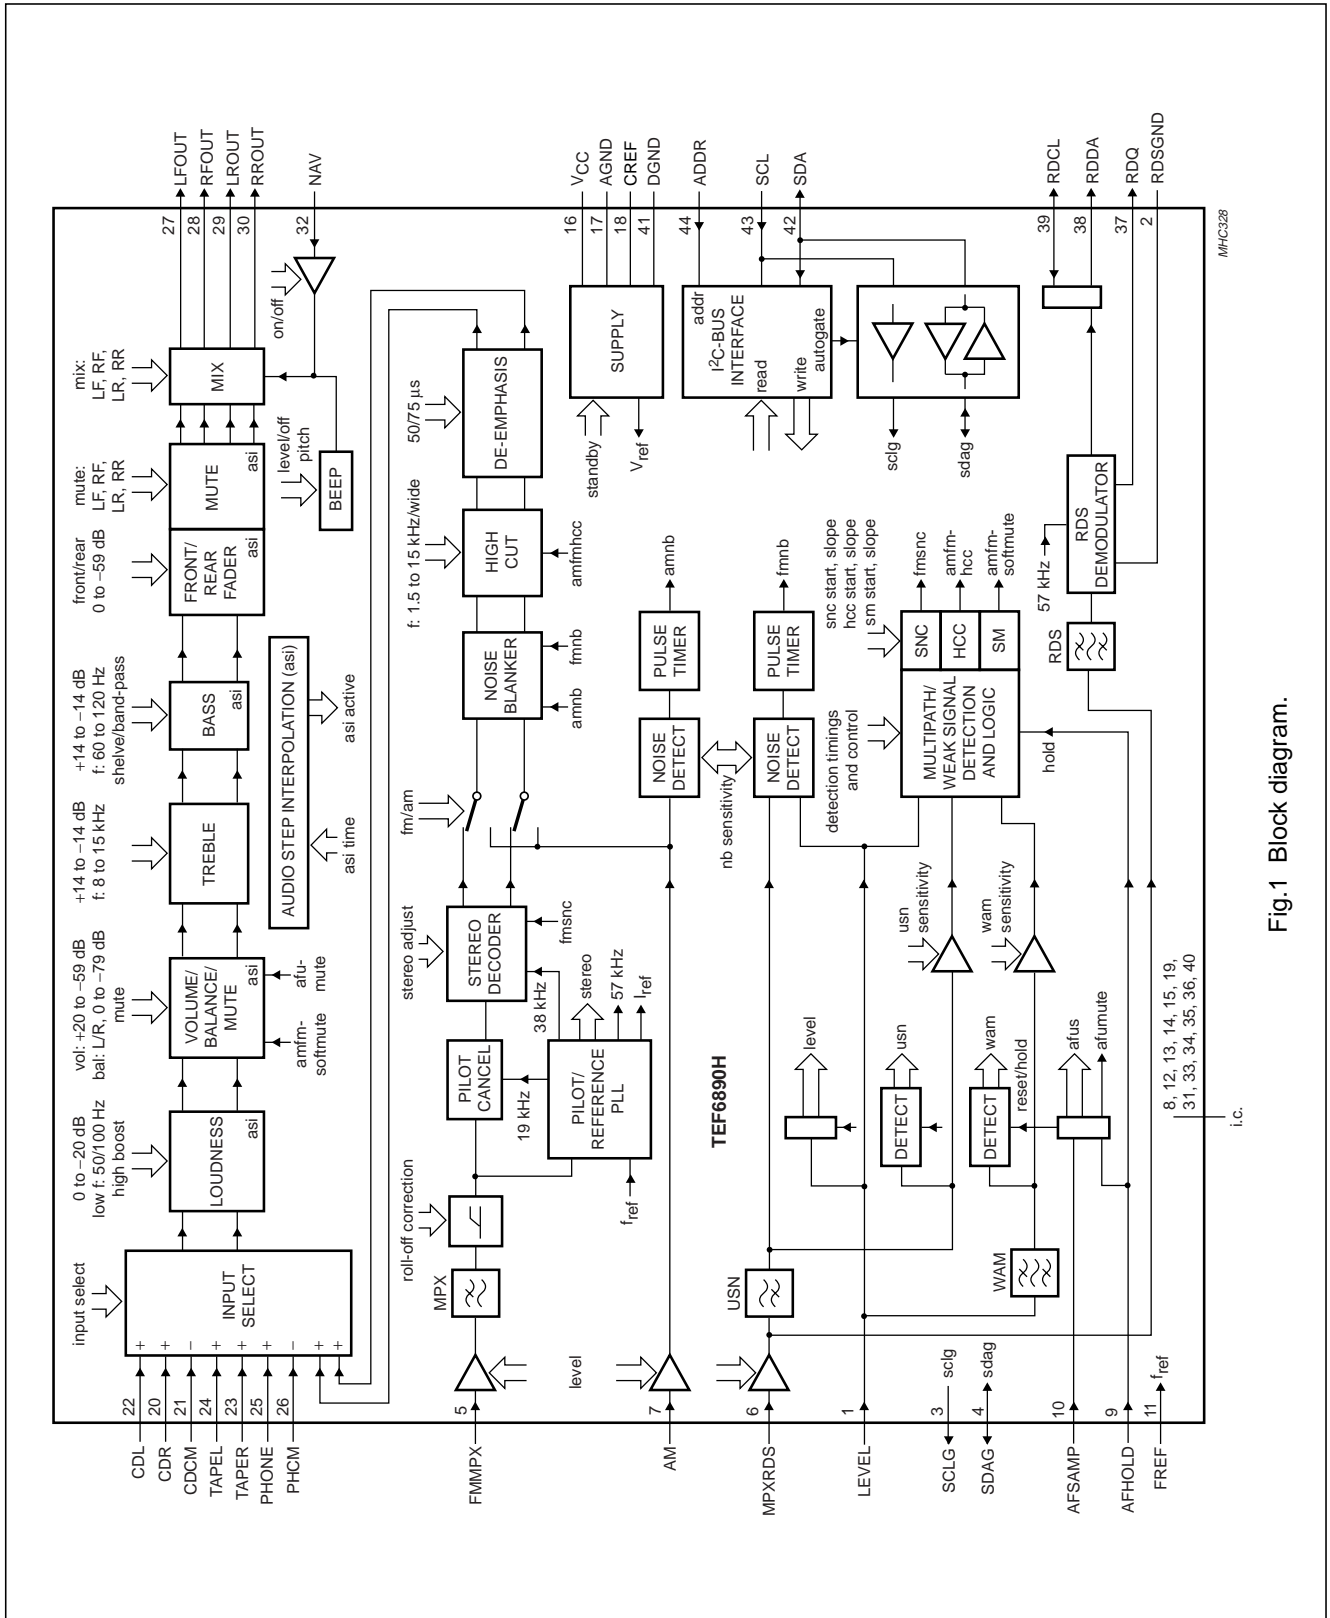 22
CDL
20
CDR
21
CDCM
24
TAPEL
23
TAPER
25
PHONE
26
PHCM
+
+
−
+
+
+
−
+
+
input select
INPUT
SELECT
0 to −20 dB
low f: 50/100 Hz
high boost
LOUDNESS
asi
vol: +20 to −59 dB
bal: L/R, 0 to −79 dB
mute
VOLUME/
BALANCE/
MUTE
asi
amfm-
softmute
afu-
mute
+14 to −14 dB
f: 8 to 15 kHz
TREBLE
+14 to −14 dB
f: 60 to 120 Hz
shelve/band-pass
BASS
asi
AUDIO STEP INTERPOLATION (asi)
asi time
asi active
front/rear
0 to −59 dB
FRONT/
REAR
FADER
asi
mute:
LF, RF,
LR, RR
MUTE
asi
mix:
LF, RF,
LR, RR
MIX
level/off
pitch
BEEP
on/off
27
LFOUT
28
RFOUT
29
LROUT
30
RROUT
32
NAV
FMMPX
5
MPX
roll-off correction
PILOT
CANCEL
19 kHz
PILOT/
REFERENCE
PLL
fref
38 kHz
stereo
57 kHz
Iref
stereo adjust
STEREO
DECODER
fmsnc
fm/am
NOISE
BLANKER
amnb
fmnb
f: 1.5 to 15 kHz/wide
HIGH
CUT
amfmhcc
50/75 µs
DE-EMPHASIS
level
AM
7
TEF6890H
NOISE
DETECT
PULSE
TIMER
amnb
nb sensitivity
NOISE
DETECT
PULSE
TIMER
fmnb
standby
SUPPLY
Vref
16
VCC
17
AGND
18
CREF
41
DGND
44
ADDR
43
SCL
42
SDA
addr
I2C-BUS
INTERFACE
read
write
autogate
sclg
sdag
MPXRDS
6
USN
LEVEL
1
level
usn
DETECT
wam
DETECT
reset/hold
usn
sensitivity
wam
sensitivity
WAM
detection timings
and control
MULTIPATH/
WEAK SIGNAL
DETECTION
AND LOGIC
hold
snc start, slope
hcc start, slope
sm start, slope
SNC
HCC
SM
fmsnc
amfm-
hcc
amfm-
softmute
RDS
57 kHz
RDS
DEMODULATOR
39
RDCL
38
RDDA
37
RDQ
2
RDSGND
SCLG
3
sclg
SDAG
4
sdag
AFSAMP
10
afus
afumute
AFHOLD
9
FREF
11
fref
8, 12, 13, 14, 15, 19,
31, 33, 34, 35, 36, 40
i.c.
MHC328
Fig.1 Block diagram.